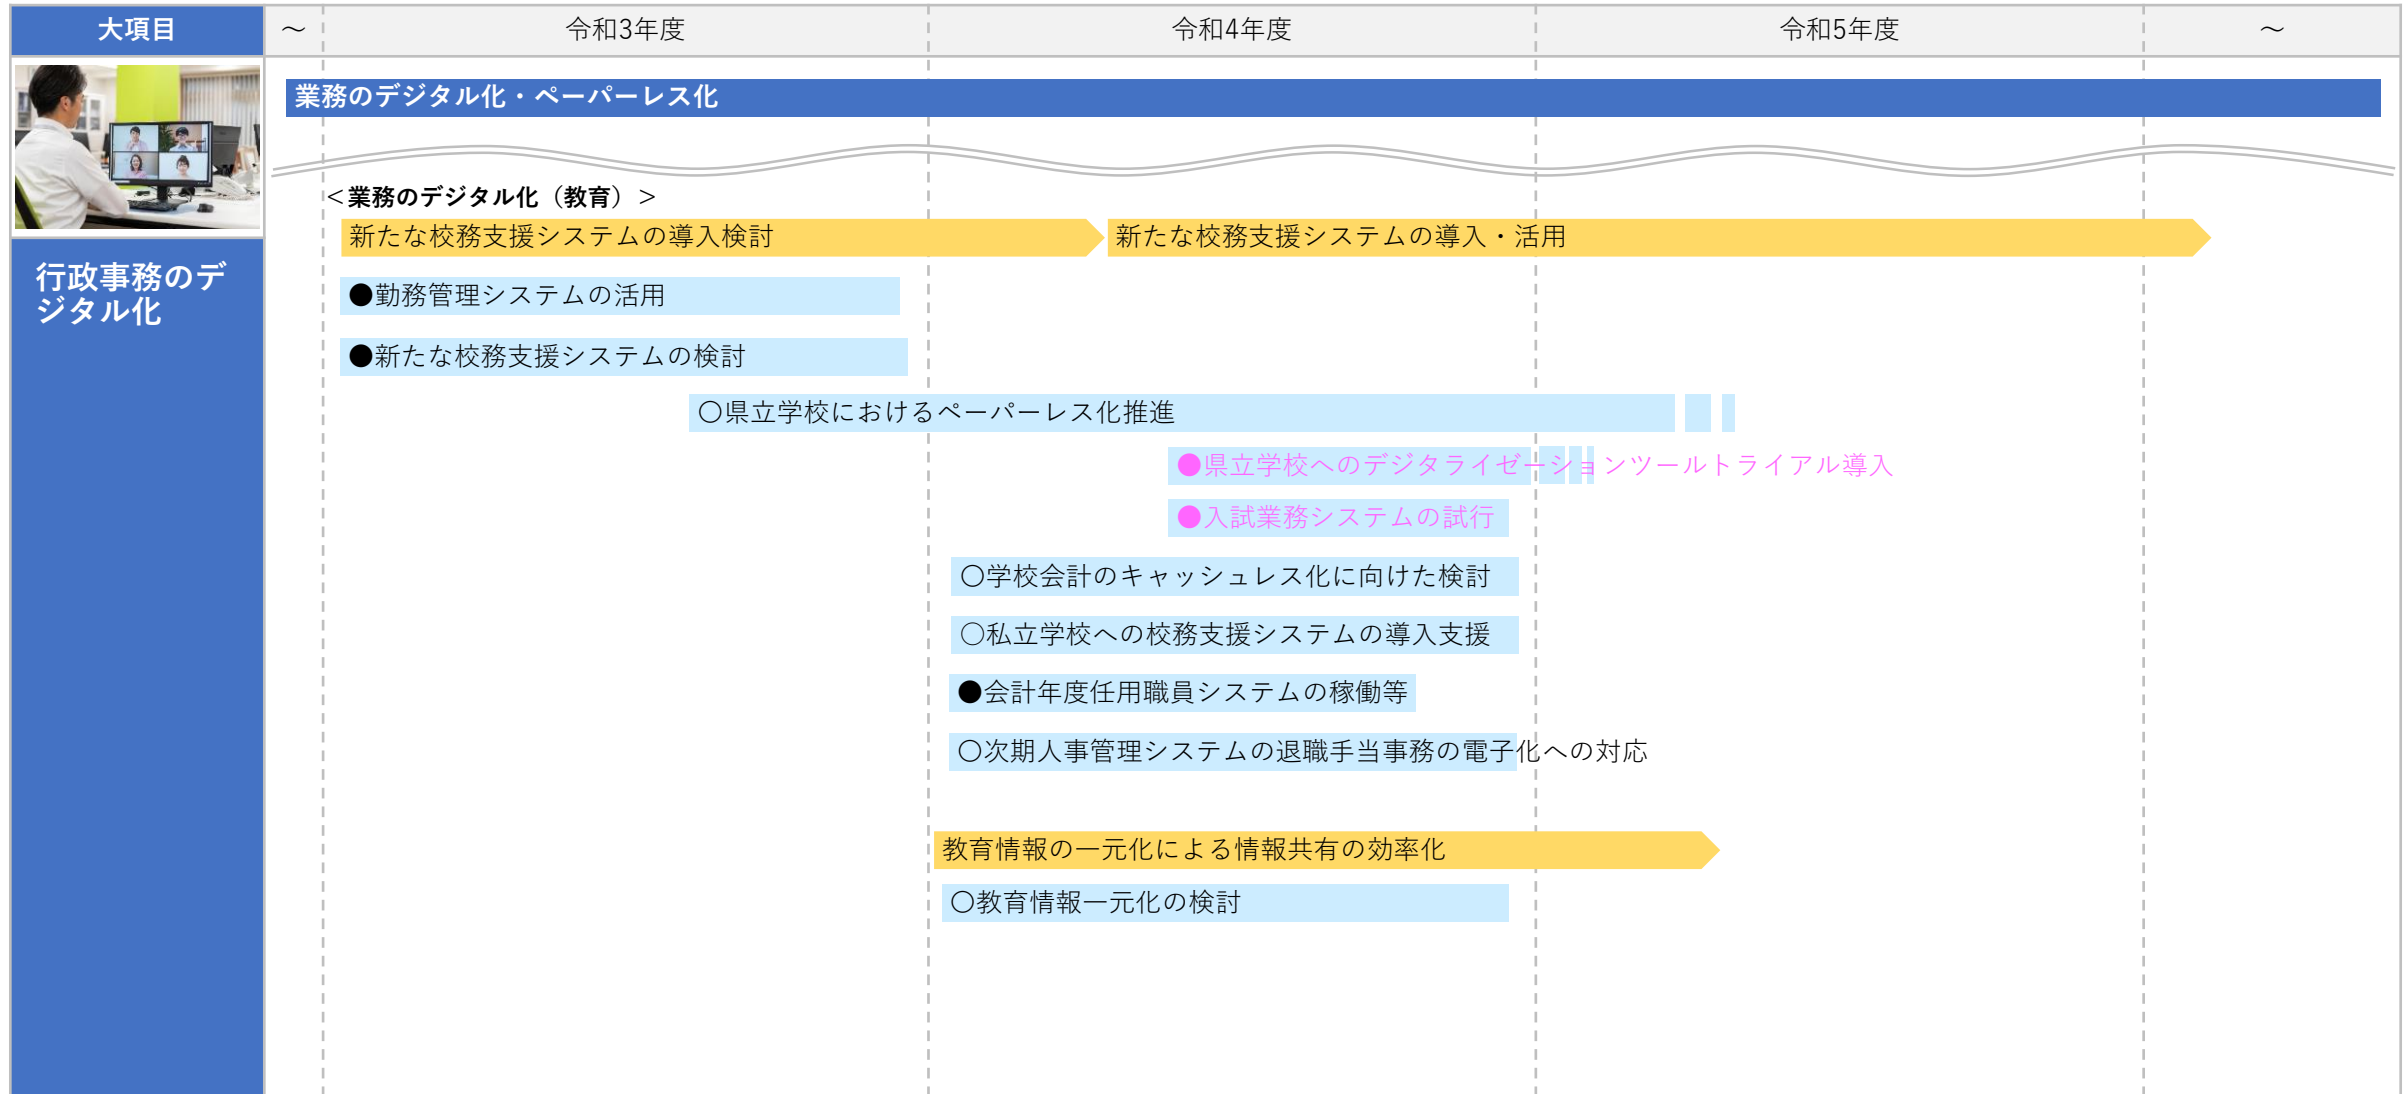 大項目
～
令和3年度
令和4年度
令和5年度
～
業務のデジタル化・ペーパーレス化
＜業務のデジタル化（教育）＞
新たな校務支援システムの導入検討
新たな校務支援システムの導入・活用
行政事務のデ
ジタル化
●勤務管理システムの活用
●新たな校務支援システムの検討
〇県立学校におけるペーパーレス化推進
●県立学校へのデジタライゼーションツールトライアル導入
●入試業務システムの試行
〇学校会計のキャッシュレス化に向けた検討
〇私立学校への校務支援システムの導入支援
●会計年度任用職員システムの稼働等
〇次期人事管理システムの退職手当事務の電子化への対応
教育情報の一元化による情報共有の効率化
〇教育情報一元化の検討